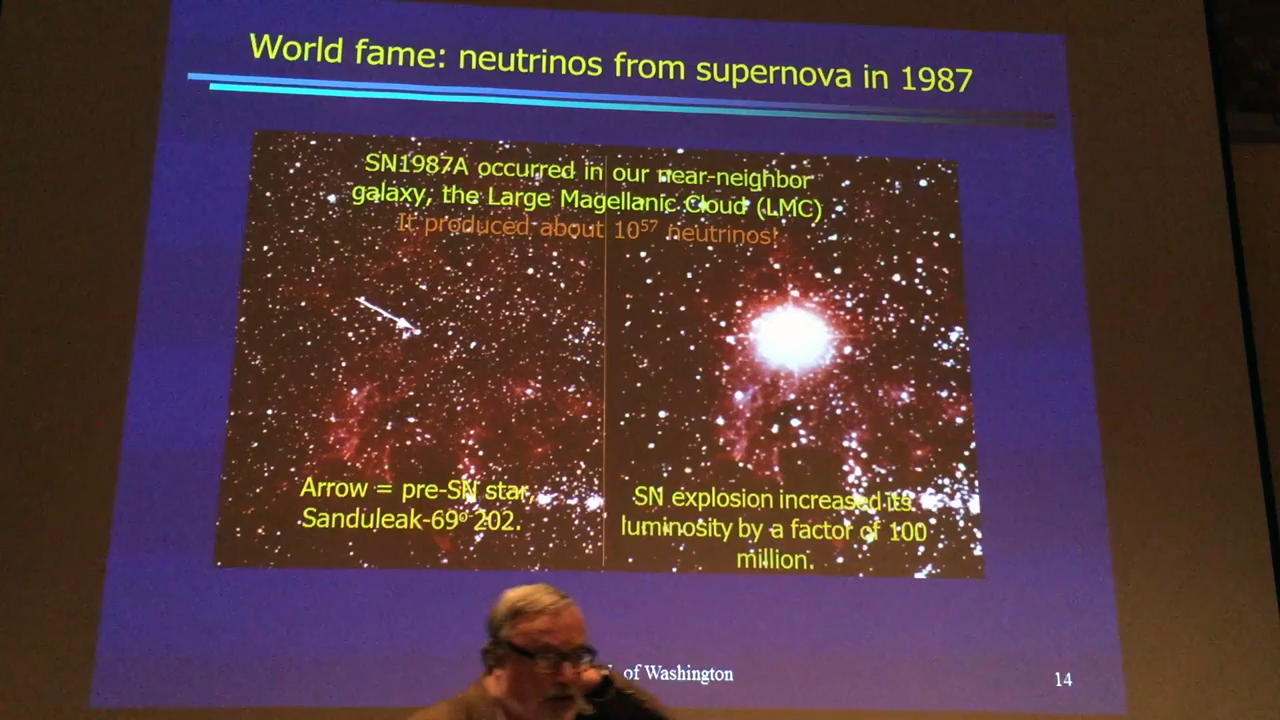 World fame: neutrinos from supernova in 1987
SN1987A occurred in our near-neighbor
galaxy, the Large Magellanic Cloud (LMC)
It produced about 10⁵⁷ neutrinos!
Arrow = pre-SN star,
Sanduleak-69º 202.
SN explosion increased its
luminosity by a factor of 100
million.
of Washington
14